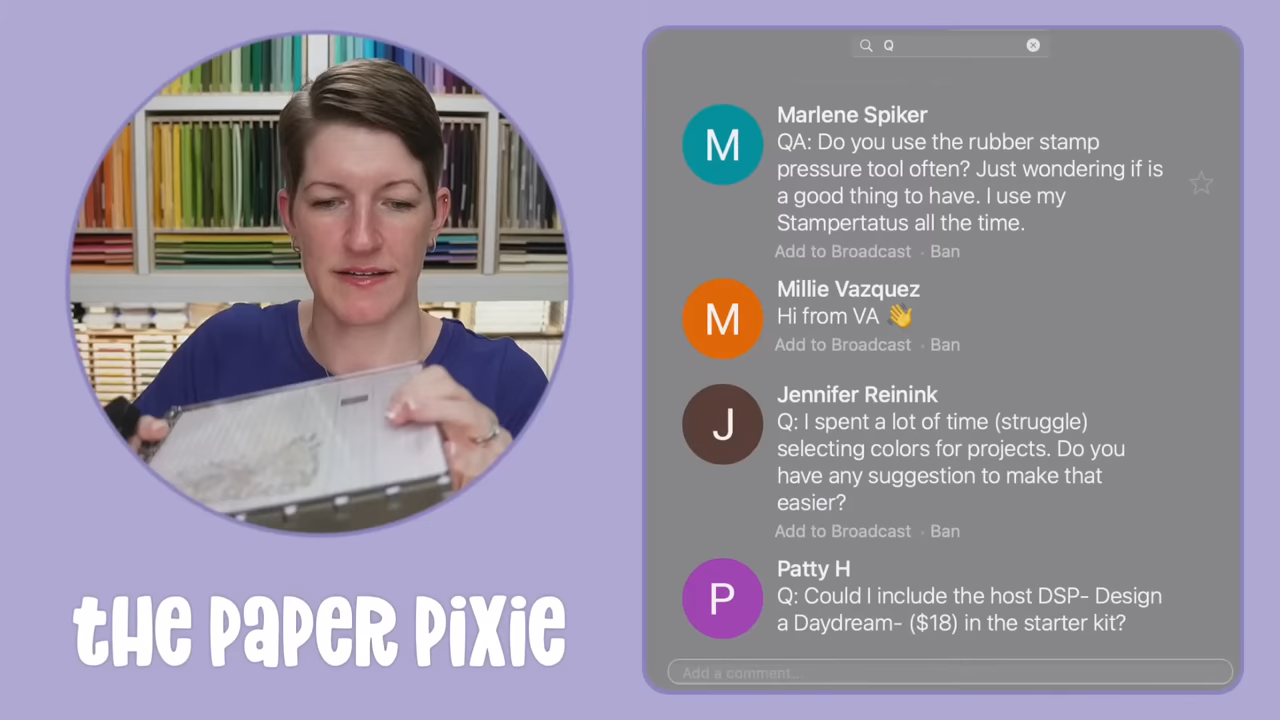 Q
M
Marlene Spiker
QA: Do you use the rubber stamp
pressure tool often? Just wondering if is
a good thing to have. I use my
Stampertatus all the time.
Add to Broadcast · Ban
M
Millie Vazquez
Hi from VA 👋
Add to Broadcast · Ban
J
Jennifer Reinink
Q: I spent a lot of time (struggle)
selecting colors for projects. Do you
have any suggestion to make that
easier?
Add to Broadcast · Ban
P
Patty H
Q: Could I include the host DSP- Design
a Daydream- ($18) in the starter kit?
Add a comment...
the PAPER PiXiE